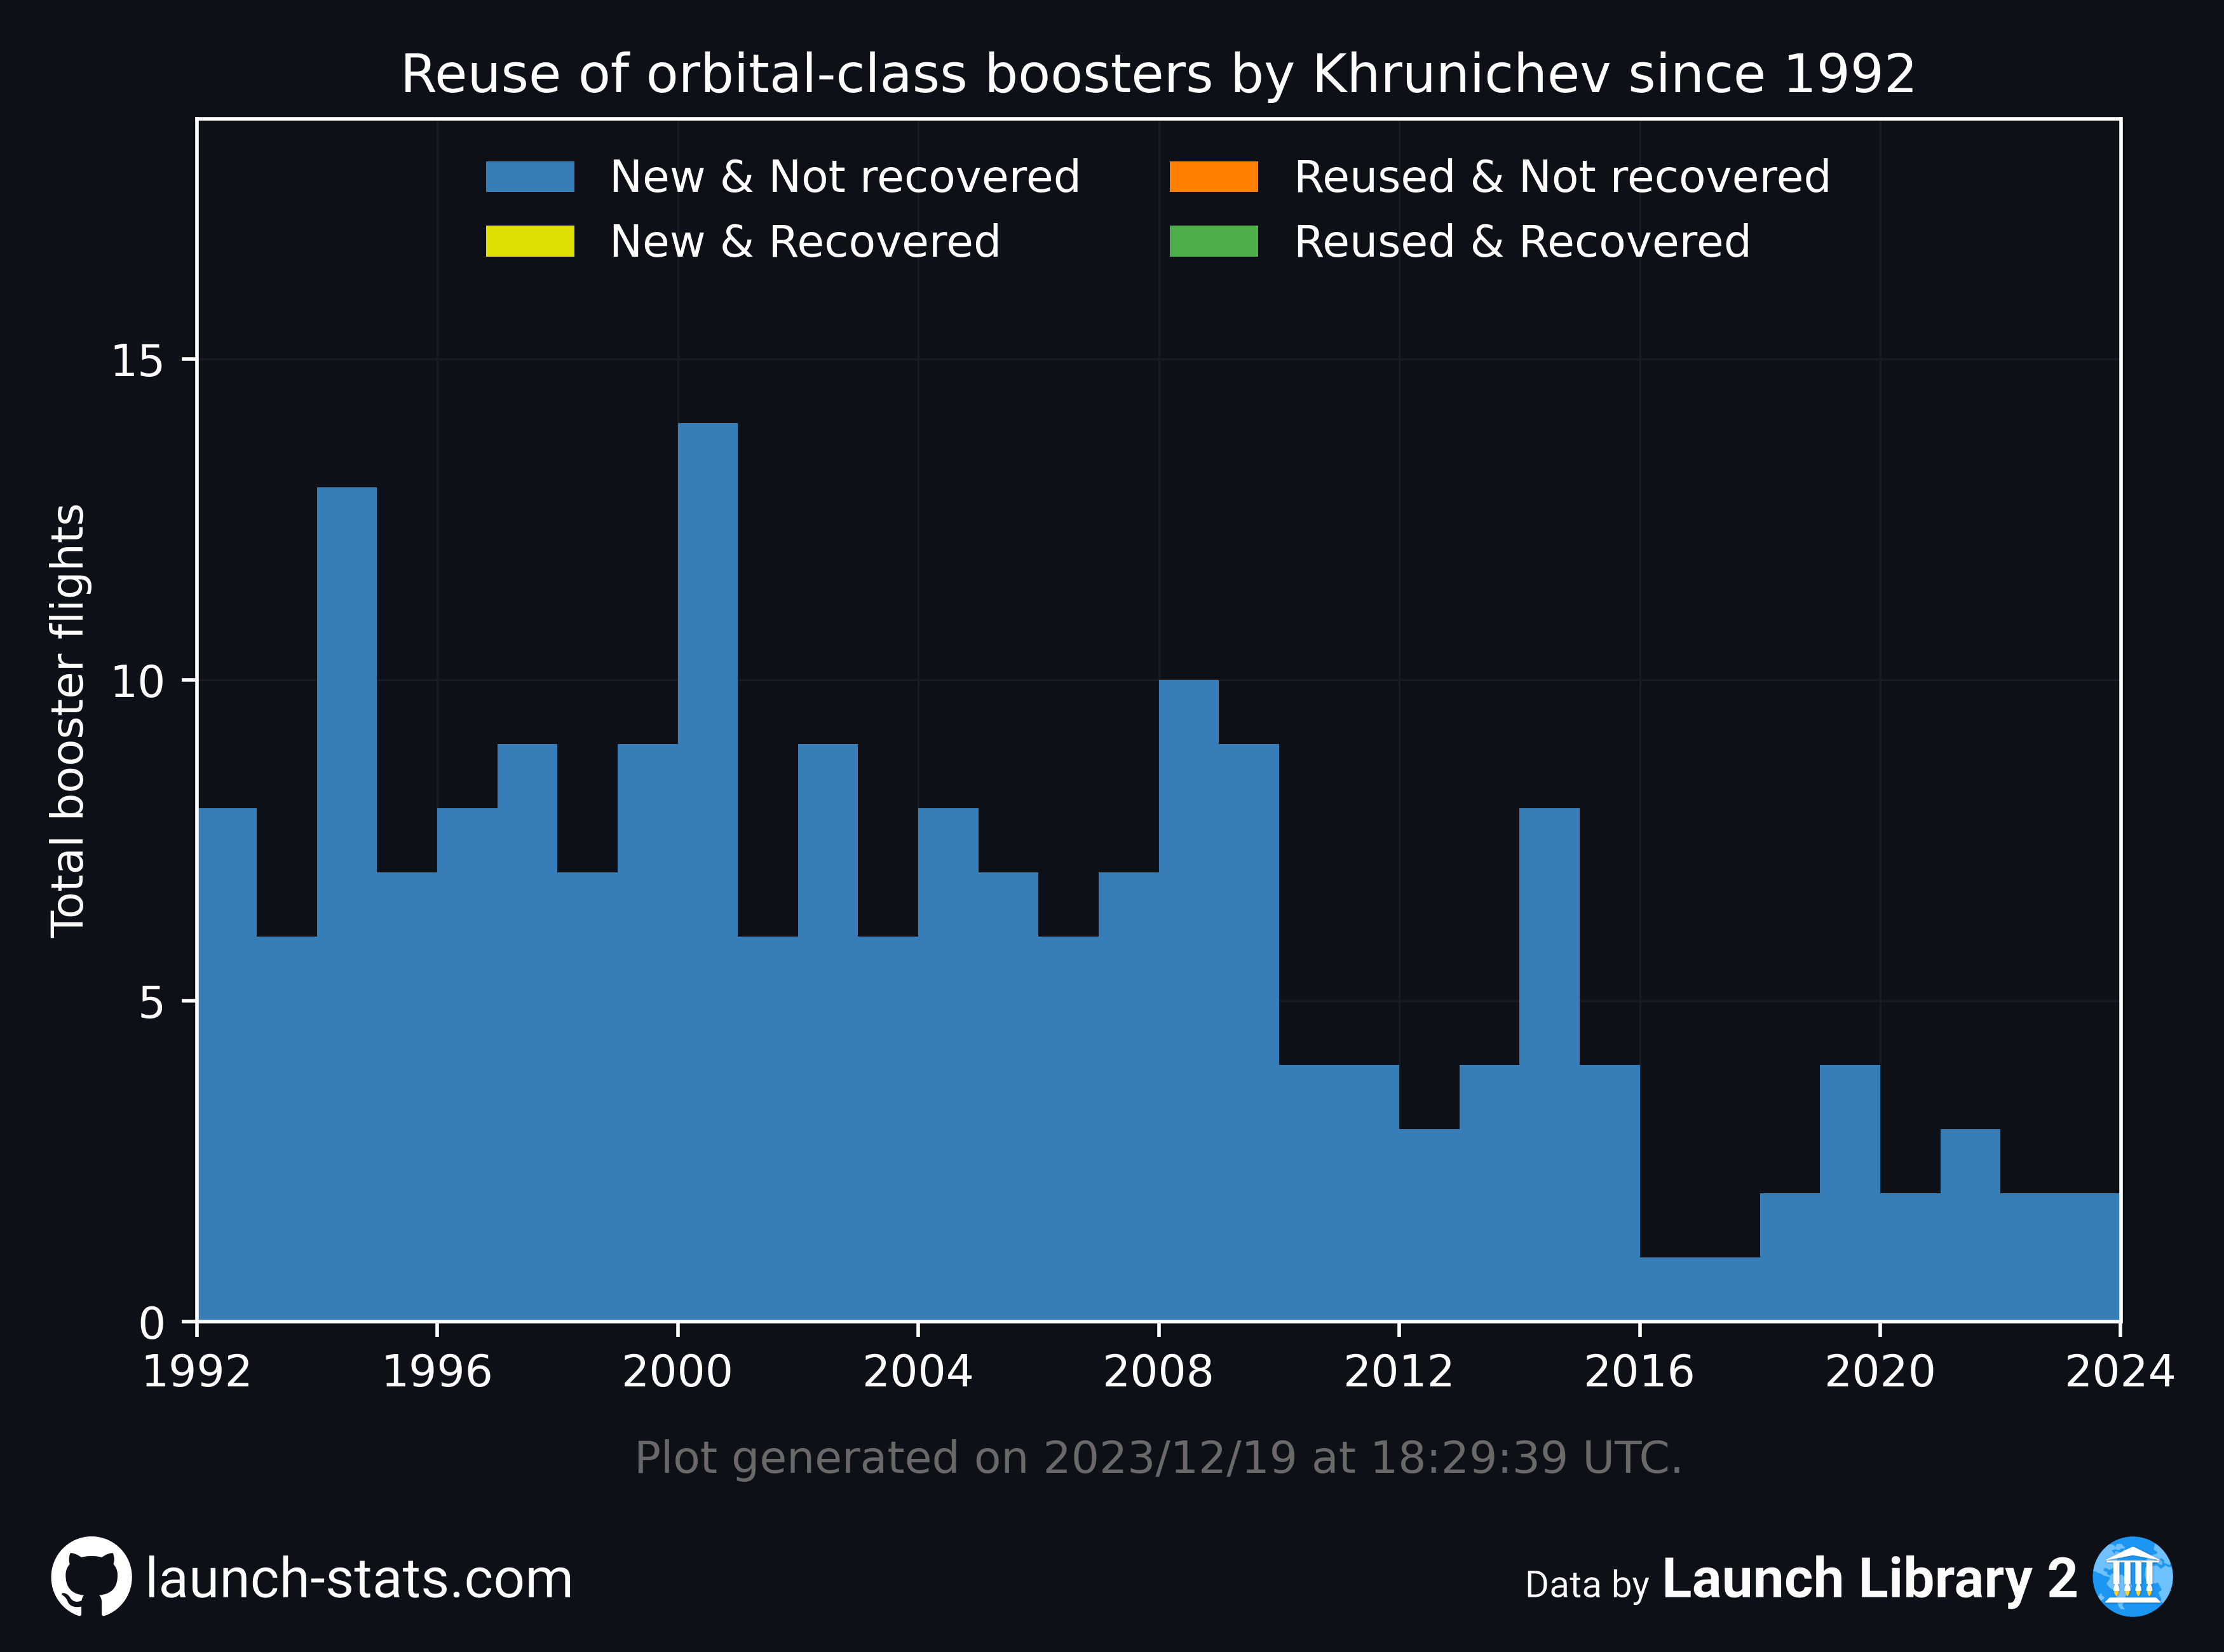 Reuse of orbital-class boosters by Khrunichev since 1992
New & Not recovered
New & Recovered
Reused & Not recovered
Reused & Recovered
Total booster flights
15
10
5
0
1992 1996 2000 2004 2008 2012 2016 2020 2024
Plot generated on 2023/12/19 at 18:29:39 UTC.
launch-stats.com
Data by Launch Library 2